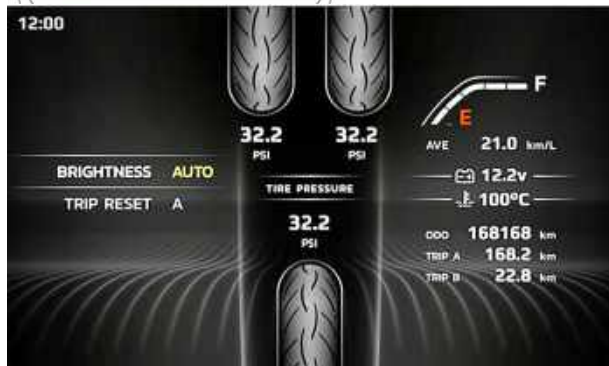 12:00
F
E
32.2 32.2
PSI PSI
AVE 21.0 km/L
BRIGHTNESS AUTO
12.2v
TIRE PRESSURE
100°C
TRIP RESET A
32.2
PSI
ODO 168168 km
TRIP A 168.2 km
TRIP B 22.8 km